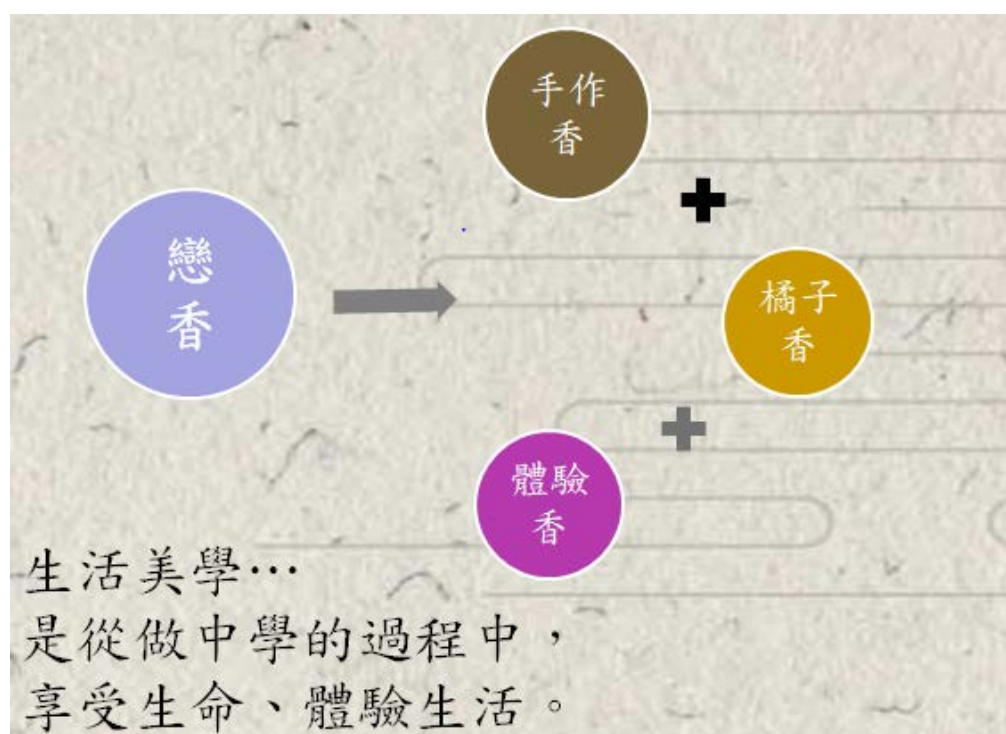 手作
香
戀
香
橘子
香
體驗
香
生活美學…
是從做中學的過程中，
享受生命、體驗生活。